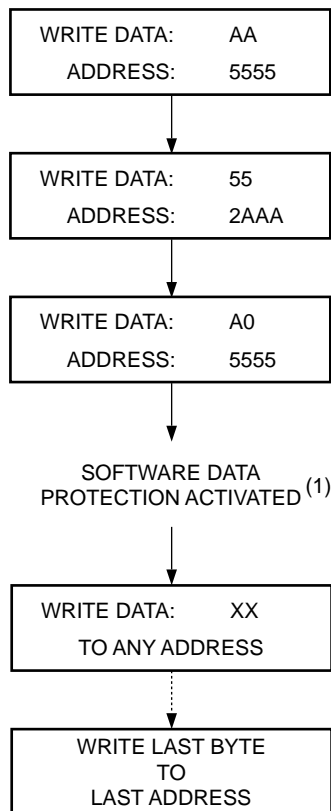 WRITE DATA: AA
ADDRESS: 5555
WRITE DATA: 55
ADDRESS: 2AAA
WRITE DATA: A0
ADDRESS: 5555
SOFTWARE DATA
PROTECTION ACTIVATED (1)
WRITE DATA: XX
TO ANY ADDRESS
WRITE LAST BYTE
TO
LAST ADDRESS